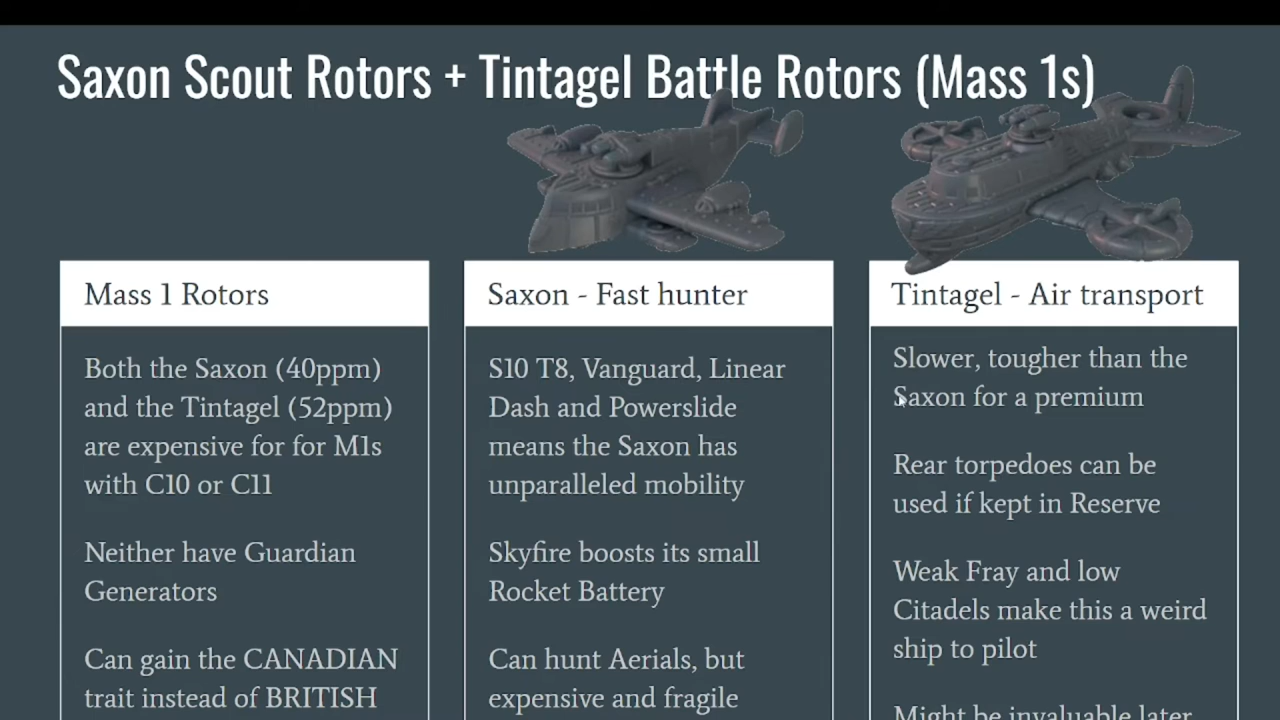 Saxon Scout Rotors + Tintagel Battle Rotors (Mass 1s)
Mass 1 Rotors
Both the Saxon (40ppm)
and the Tintagel (52ppm)
are expensive for for M1s
with C10 or C11
Neither have Guardian
Generators
Can gain the CANADIAN
trait instead of BRITISH
Saxon - Fast hunter
S10 T8, Vanguard, Linear
Dash and Powerslide
means the Saxon has
unparalleled mobility
Skyfire boosts its small
Rocket Battery
Can hunt Aerials, but
expensive and fragile
Tintagel - Air transport
Slower, tougher than the
Saxon for a premium
Rear torpedoes can be
used if kept in Reserve
Weak Fray and low
Citadels make this a weird
ship to pilot
Might be invaluable later